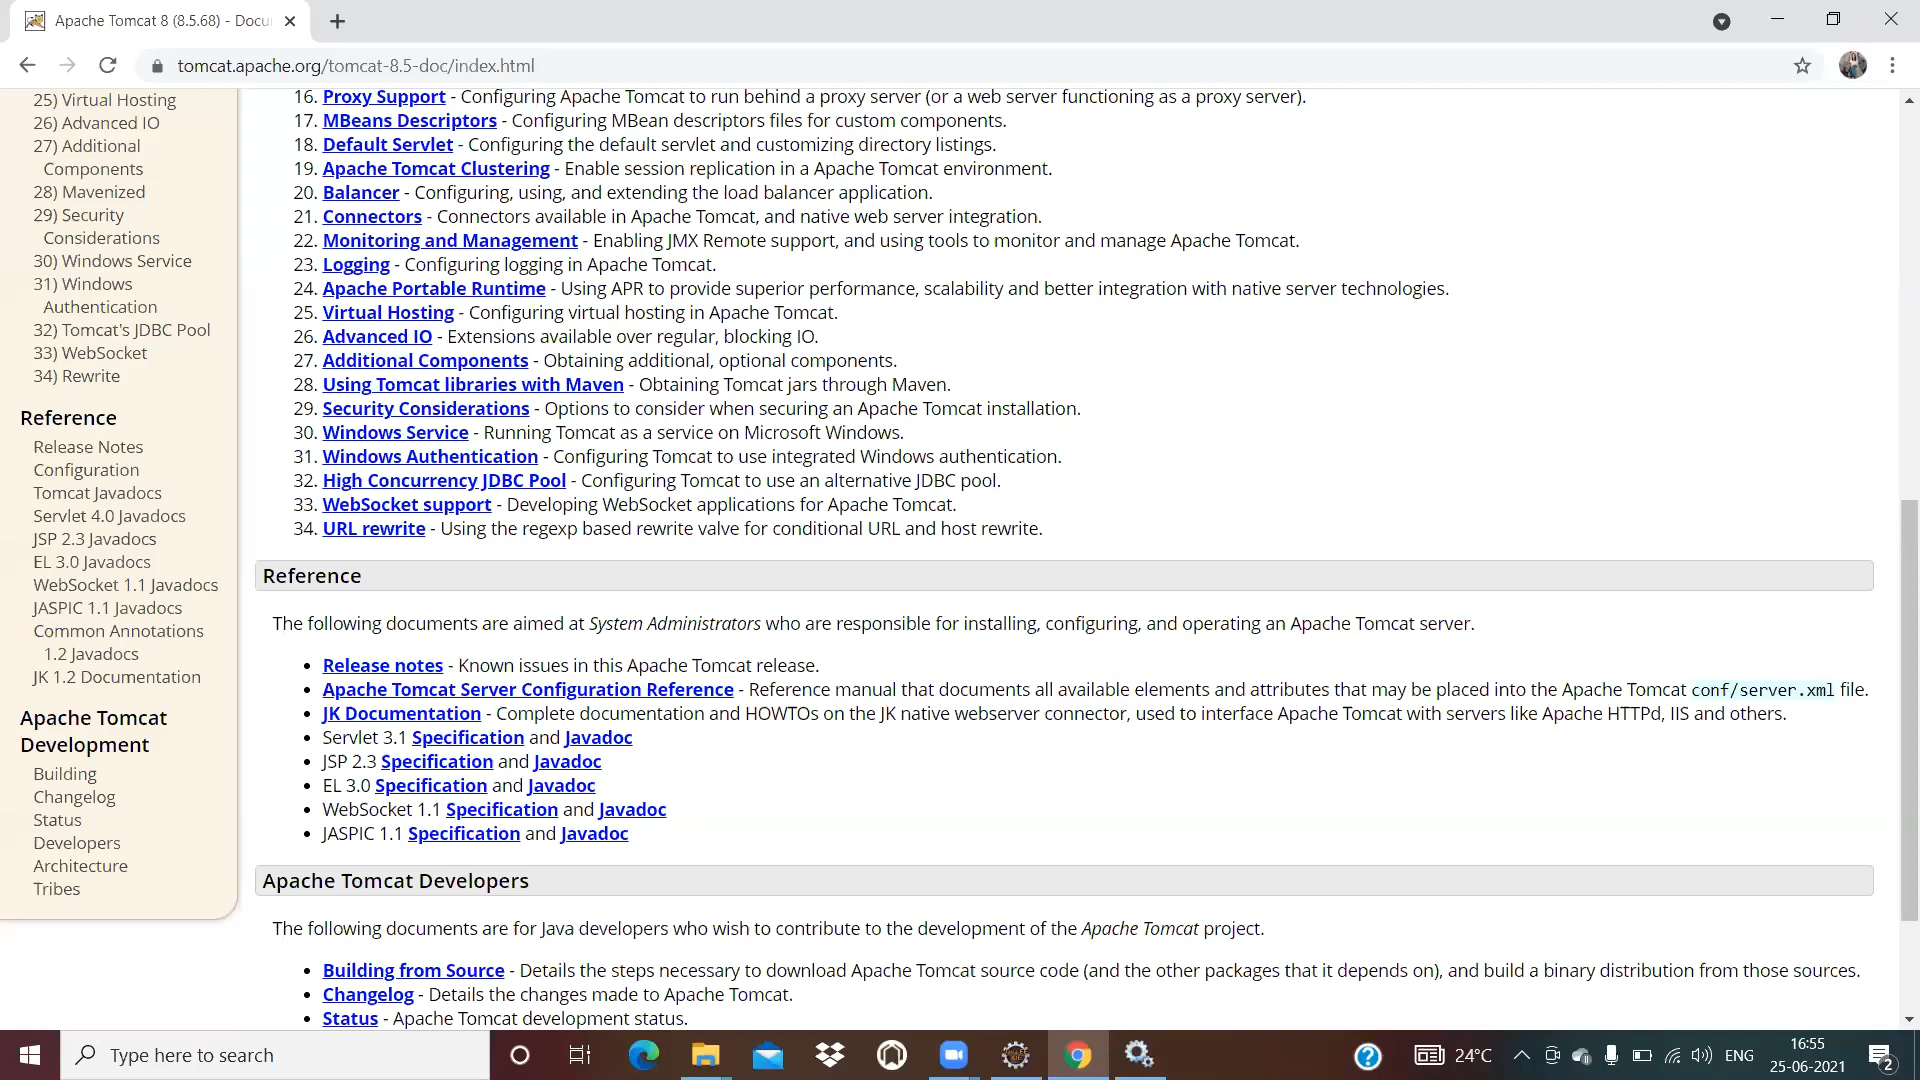 Apache Tomcat 8 (8.5.68) - Docu
tomcat.apache.org/tomcat-8.5-doc/index.html
25) Virtual Hosting
26) Advanced IO
27) Additional
Components
28) Mavenized
29) Security
Considerations
30) Windows Service
31) Windows
Authentication
32) Tomcat's JDBC Pool
33) WebSocket
34) Rewrite
Reference
Release Notes
Configuration
Tomcat Javadocs
Servlet 4.0 Javadocs
JSP 2.3 Javadocs
EL 3.0 Javadocs
WebSocket 1.1 Javadocs
JASPIC 1.1 Javadocs
Common Annotations
1.2 Javadocs
JK 1.2 Documentation
Apache Tomcat
Development
Building
Changelog
Status
Developers
Architecture
Tribes
16. Proxy Support - Configuring Apache Tomcat to run behind a proxy server (or a web server functioning as a proxy server).
17. MBeans Descriptors - Configuring MBean descriptors files for custom components.
18. Default Servlet - Configuring the default servlet and customizing directory listings.
19. Apache Tomcat Clustering - Enable session replication in a Apache Tomcat environment.
20. Balancer - Configuring, using, and extending the load balancer application.
21. Connectors - Connectors available in Apache Tomcat, and native web server integration.
22. Monitoring and Management - Enabling JMX Remote support, and using tools to monitor and manage Apache Tomcat.
23. Logging - Configuring logging in Apache Tomcat.
24. Apache Portable Runtime - Using APR to provide superior performance, scalability and better integration with native server technologies.
25. Virtual Hosting - Configuring virtual hosting in Apache Tomcat.
26. Advanced IO - Extensions available over regular, blocking IO.
27. Additional Components - Obtaining additional, optional components.
28. Using Tomcat libraries with Maven - Obtaining Tomcat jars through Maven.
29. Security Considerations - Options to consider when securing an Apache Tomcat installation.
30. Windows Service - Running Tomcat as a service on Microsoft Windows.
31. Windows Authentication - Configuring Tomcat to use integrated Windows authentication.
32. High Concurrency JDBC Pool - Configuring Tomcat to use an alternative JDBC pool.
33. WebSocket support - Developing WebSocket applications for Apache Tomcat.
34. URL rewrite - Using the regexp based rewrite valve for conditional URL and host rewrite.
Reference
The following documents are aimed at System Administrators who are responsible for installing, configuring, and operating an Apache Tomcat server.
• Release notes - Known issues in this Apache Tomcat release.
• Apache Tomcat Server Configuration Reference - Reference manual that documents all available elements and attributes that may be placed into the Apache Tomcat conf/server.xml file.
• JK Documentation - Complete documentation and HOWTOs on the JK native webserver connector, used to interface Apache Tomcat with servers like Apache HTTPd, IIS and others.
• Servlet 3.1 Specification and Javadoc
• JSP 2.3 Specification and Javadoc
• EL 3.0 Specification and Javadoc
• WebSocket 1.1 Specification and Javadoc
• JASPIC 1.1 Specification and Javadoc
Apache Tomcat Developers
The following documents are for Java developers who wish to contribute to the development of the Apache Tomcat project.
• Building from Source - Details the steps necessary to download Apache Tomcat source code (and the other packages that it depends on), and build a binary distribution from those sources.
• Changelog - Details the changes made to Apache Tomcat.
• Status - Apache Tomcat development status.
Type here to search
24°C
ENG
16:55
25-06-2021
2